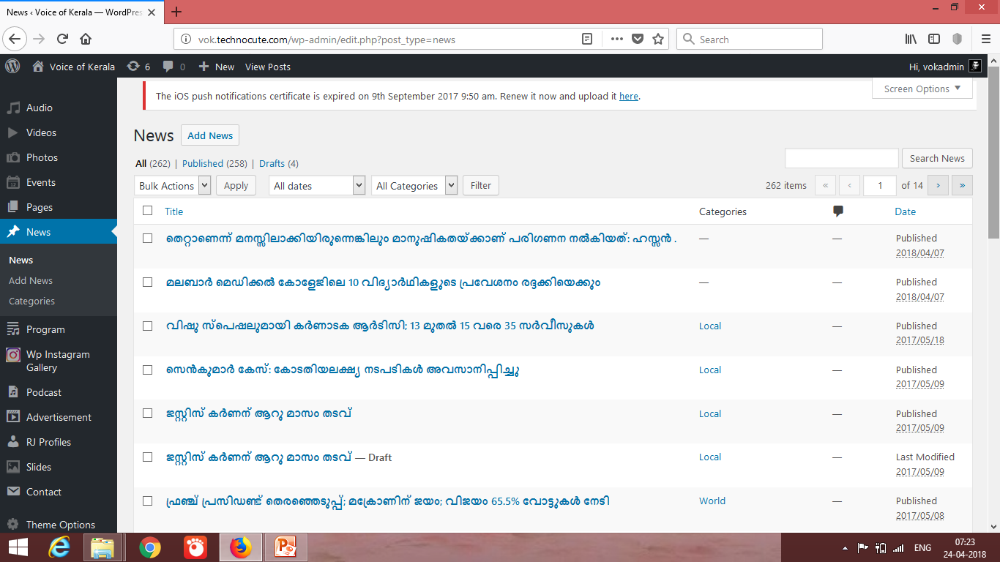 News ‹ Voice of Kerala — WordPres
vok.technocute.com/wp-admin/edit.php?post_type=news
Search
Voice of Kerala 6 0 New View Posts Hi, vokadmin
The iOS push notifications certificate is expired on 9th September 2017 9:50 am. Renew it now and upload it here.
Screen Options
Audio
Videos
Photos
Events
Pages
News
News
Add News
Categories
Program
Wp Instagram
Gallery
Podcast
Advertisement
RJ Profiles
Slides
Contact
Theme Options
News Add News
All (262) | Published (258) | Drafts (4)
Search News
Bulk Actions Apply All dates All Categories Filter 262 items « ‹ 1 of 14 › »
Title Categories Date
തെറ്റാണെന്ന് മനസ്സിലാക്കിയിരുന്നെങ്കിലും മാനുഷികതയ്ക്കാണ് പരിഗണന നൽകിയത്: ഹസ്സൻ . — — Published
2018/04/07
മലബാർ മെഡിക്കൽ കോളേജിലെ 10 വിദ്യാർഥികളുടെ പ്രവേശനം രദ്ദക്കിയെക്കും — — Published
2018/04/07
വിഷു സ്പെഷലുമായി കർണാടക ആർടിസി; 13 മുതൽ 15 വരെ 35 സർവീസുകൾ Local — Published
2017/05/18
സെൻകുമാർ കേസ്: കോടതിയലക്ഷ്യ നടപടികൾ അവസാനിപ്പിച്ചു Local — Published
2017/05/09
ജസ്റ്റിസ് കർണന് ആറു മാസം തടവ് Local — Published
2017/05/09
ജസ്റ്റിസ് കർണന് ആറു മാസം തടവ് — Draft Local — Last Modified
2017/05/09
ഫ്രഞ്ച് പ്രസിഡണ്ട് തെരഞ്ഞെടുപ്പ്; മക്രോണിന് ജയം; വിജയം 65.5% വോട്ടുകൾ നേടി World — Published
2017/05/08
ENG 07:23
24-04-2018